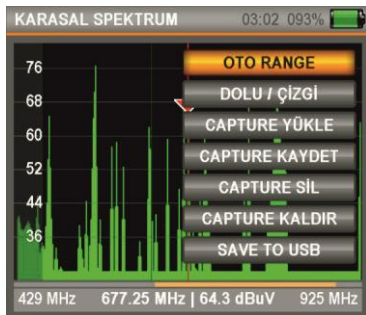 KARASAL SPEKTRUM 03:02 093%
76
68
60
52
44
36
OTO RANGE
DOLU / ÇİZGİ
CAPTURE YÜKLE
CAPTURE KAYDET
CAPTURE SİL
CAPTURE KALDIR
SAVE TO USB
429 MHz 677.25 MHz | 64.3 dBuV 925 MHz